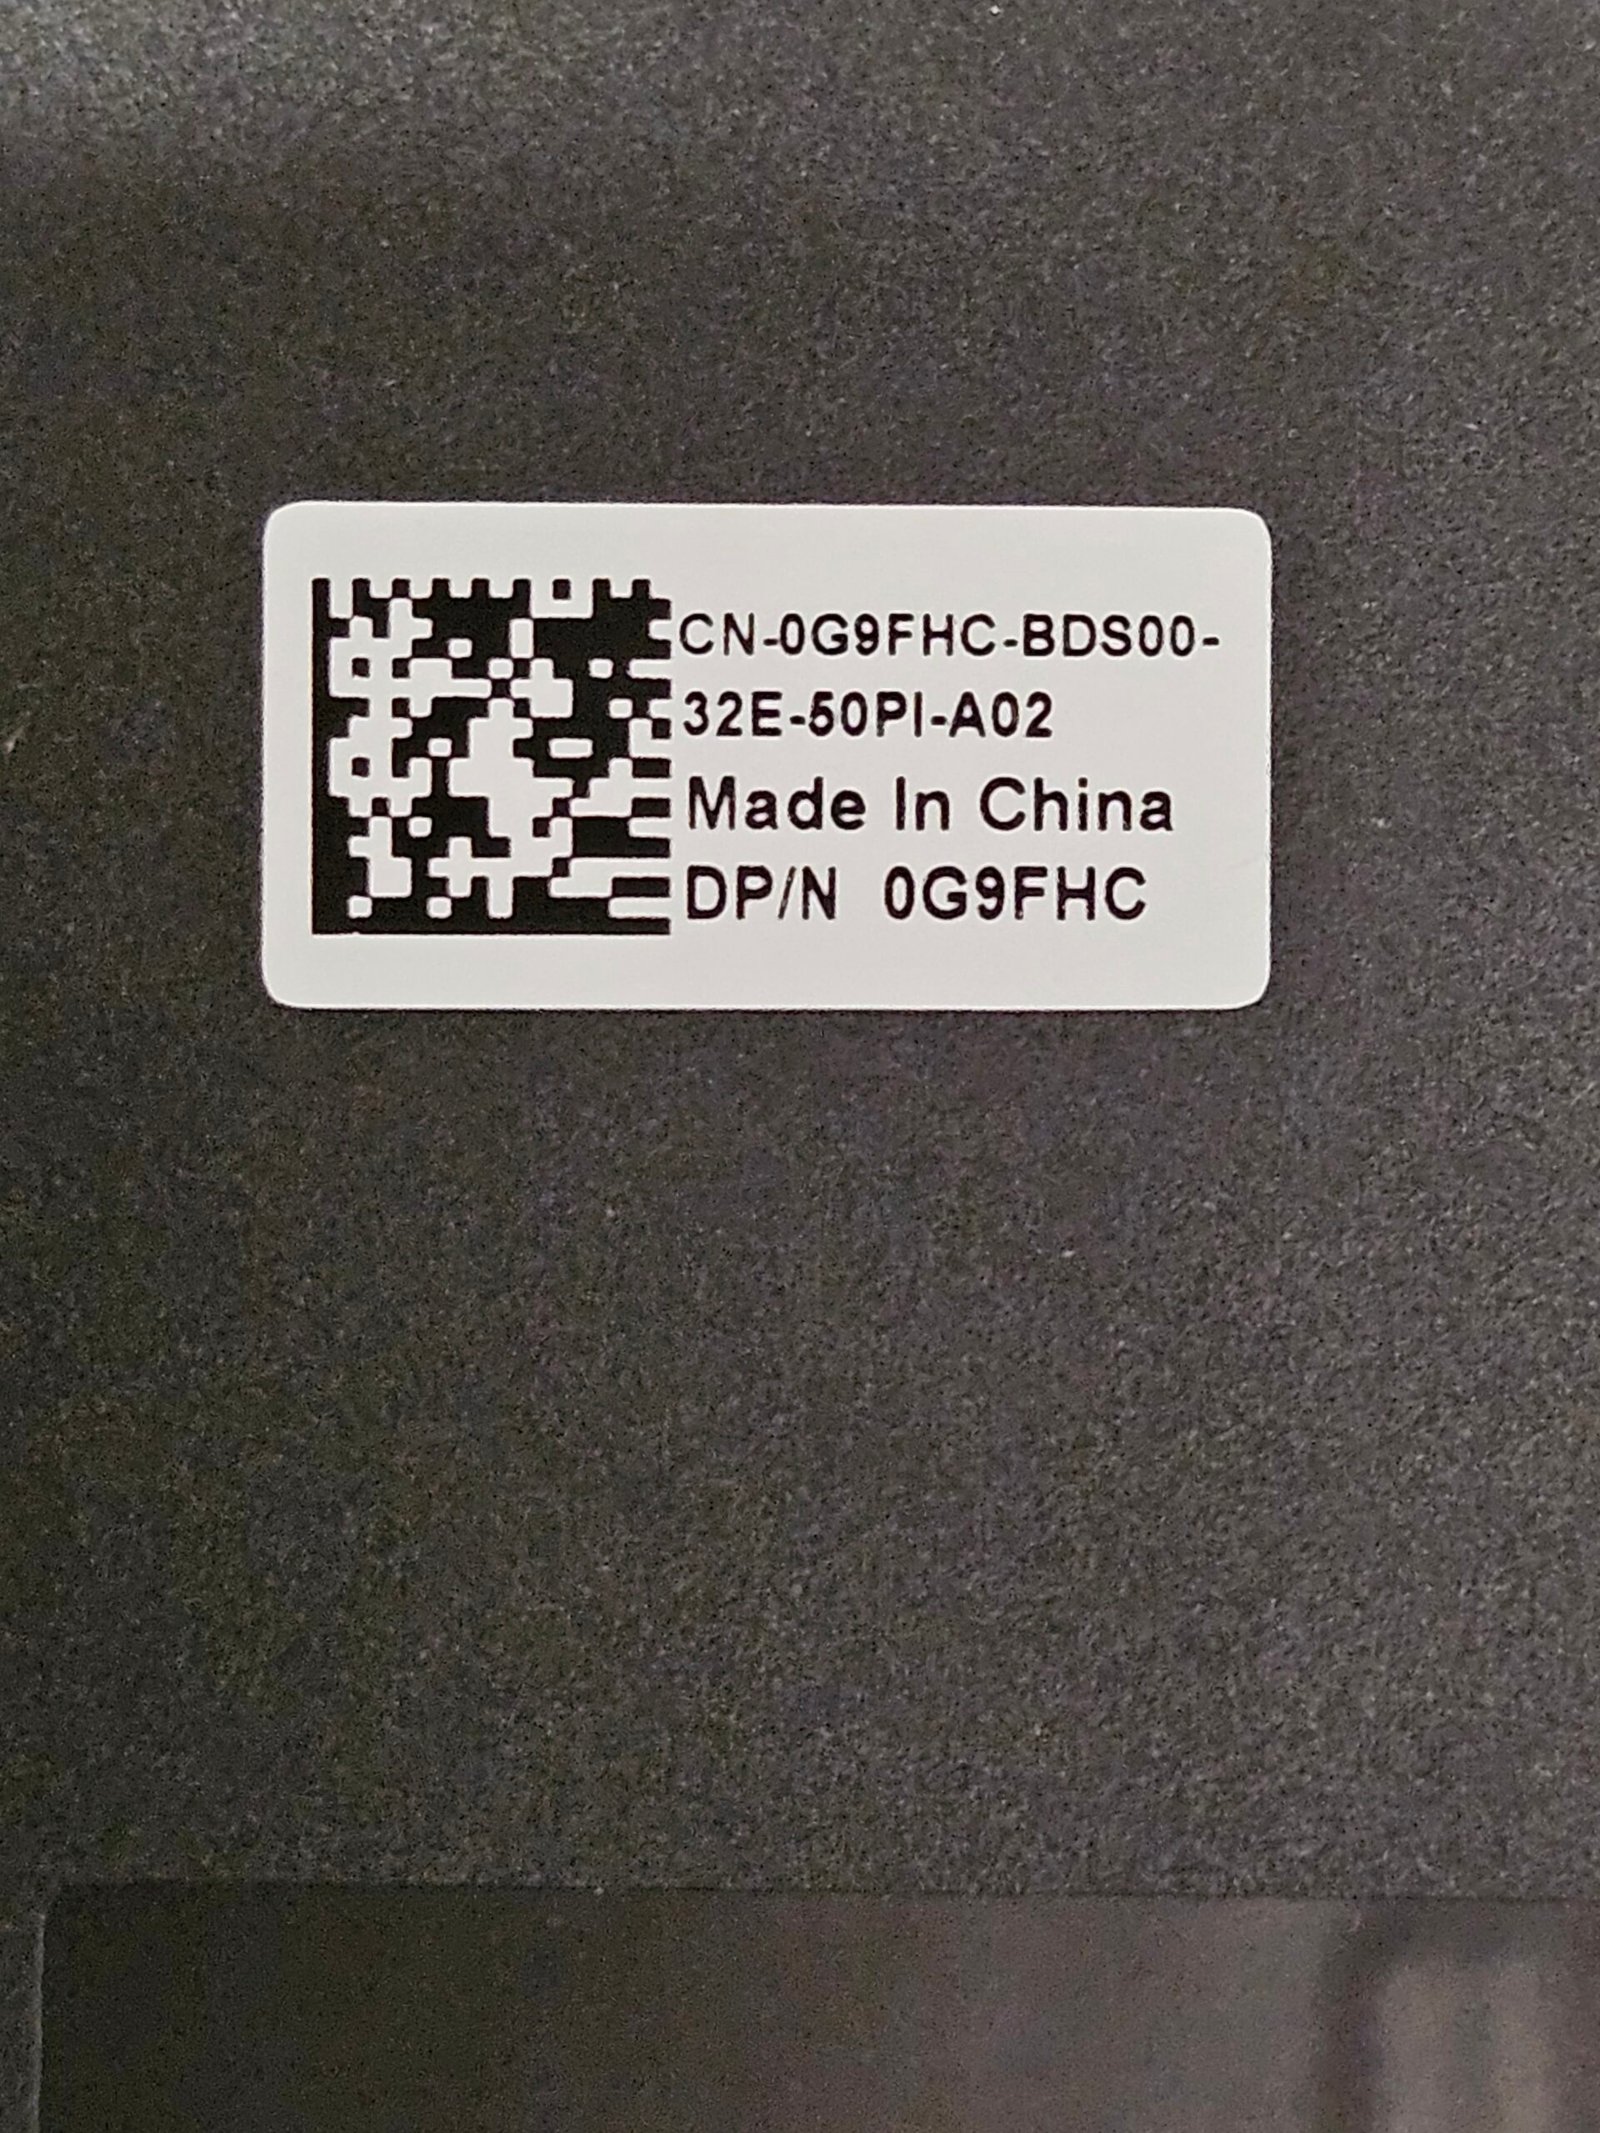 CN-0G9FHC-BDS00-
32E-50PI-A02
Made In China
DP/N 0G9FHC